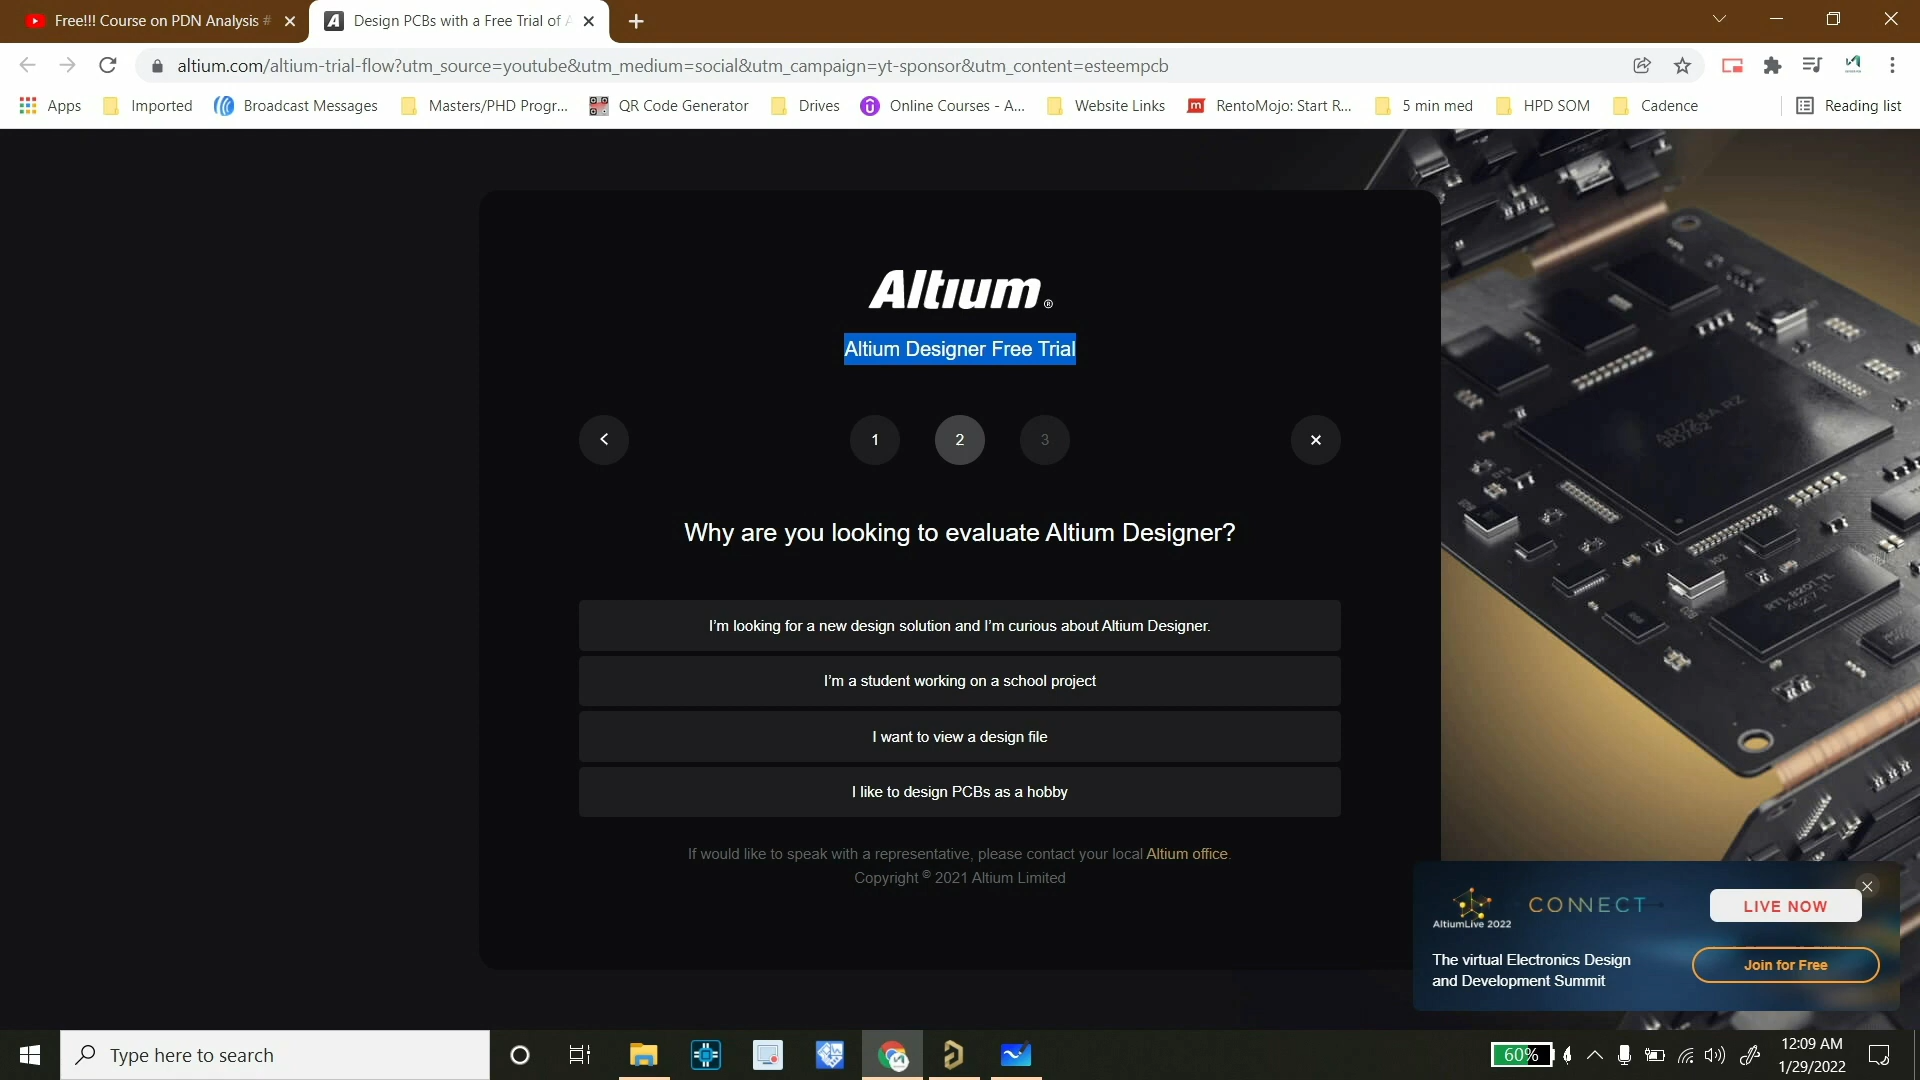 Free!!! Course on PDN Analysis #
Design PCBs with a Free Trial of A
altium.com/altium-trial-flow?utm_source=youtube&utm_medium=social&utm_campaign=yt-sponsor&utm_content=esteempcb
Apps
Imported
Broadcast Messages
Masters/PHD Progr...
QR Code Generator
Drives
Online Courses - A...
Website Links
RentoMojo: Start R...
5 min med
HPD SOM
Cadence
Reading list
Altium®
Altium Designer Free Trial
1
2
3
Why are you looking to evaluate Altium Designer?
I'm looking for a new design solution and I'm curious about Altium Designer.
I'm a student working on a school project
I want to view a design file
I like to design PCBs as a hobby
If would like to speak with a representative, please contact your local Altium office.
Copyright © 2021 Altium Limited
AltiumLive 2022
CONNECT
LIVE NOW
The virtual Electronics Design
and Development Summit
Join for Free
Type here to search
60%
12:09 AM
1/29/2022